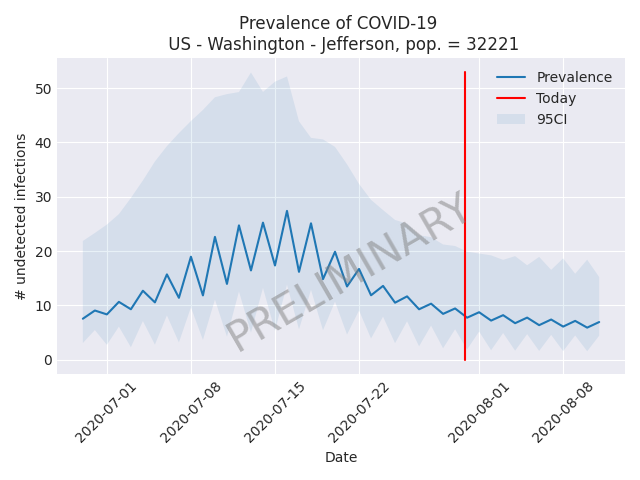 Prevalence of COVID-19
US - Washington - Jefferson, pop. = 32221
# undetected infections
50
40
30
20
10
0
Prevalence
Today
95CI
PRELIMINARY
2020-07-01
2020-07-08
2020-07-15
2020-07-22
2020-08-01
2020-08-08
Date